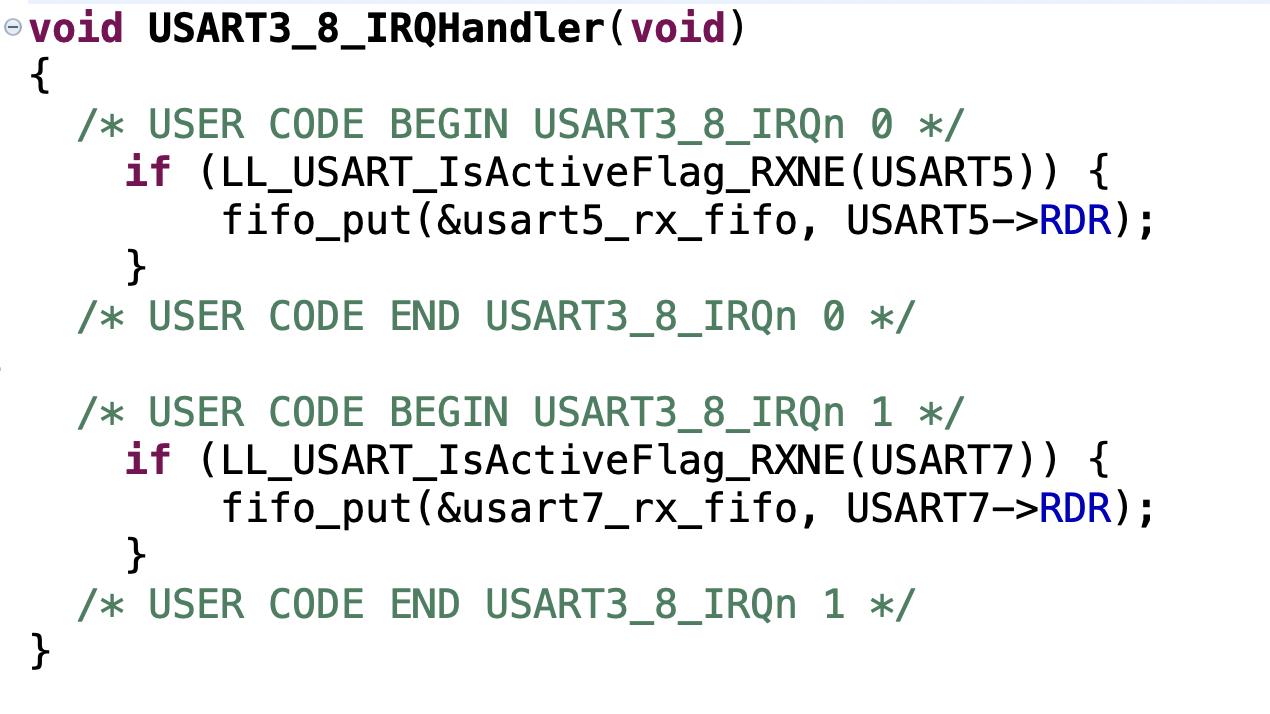 void USART3_8_IRQHandler(void)
{
  /* USER CODE BEGIN USART3_8_IRQn 0 */
    if (LL_USART_IsActiveFlag_RXNE(USART5)) {
        fifo_put(&usart5_rx_fifo, USART5->RDR);
    }
  /* USER CODE END USART3_8_IRQn 0 */

  /* USER CODE BEGIN USART3_8_IRQn 1 */
    if (LL_USART_IsActiveFlag_RXNE(USART7)) {
        fifo_put(&usart7_rx_fifo, USART7->RDR);
    }
  /* USER CODE END USART3_8_IRQn 1 */
}